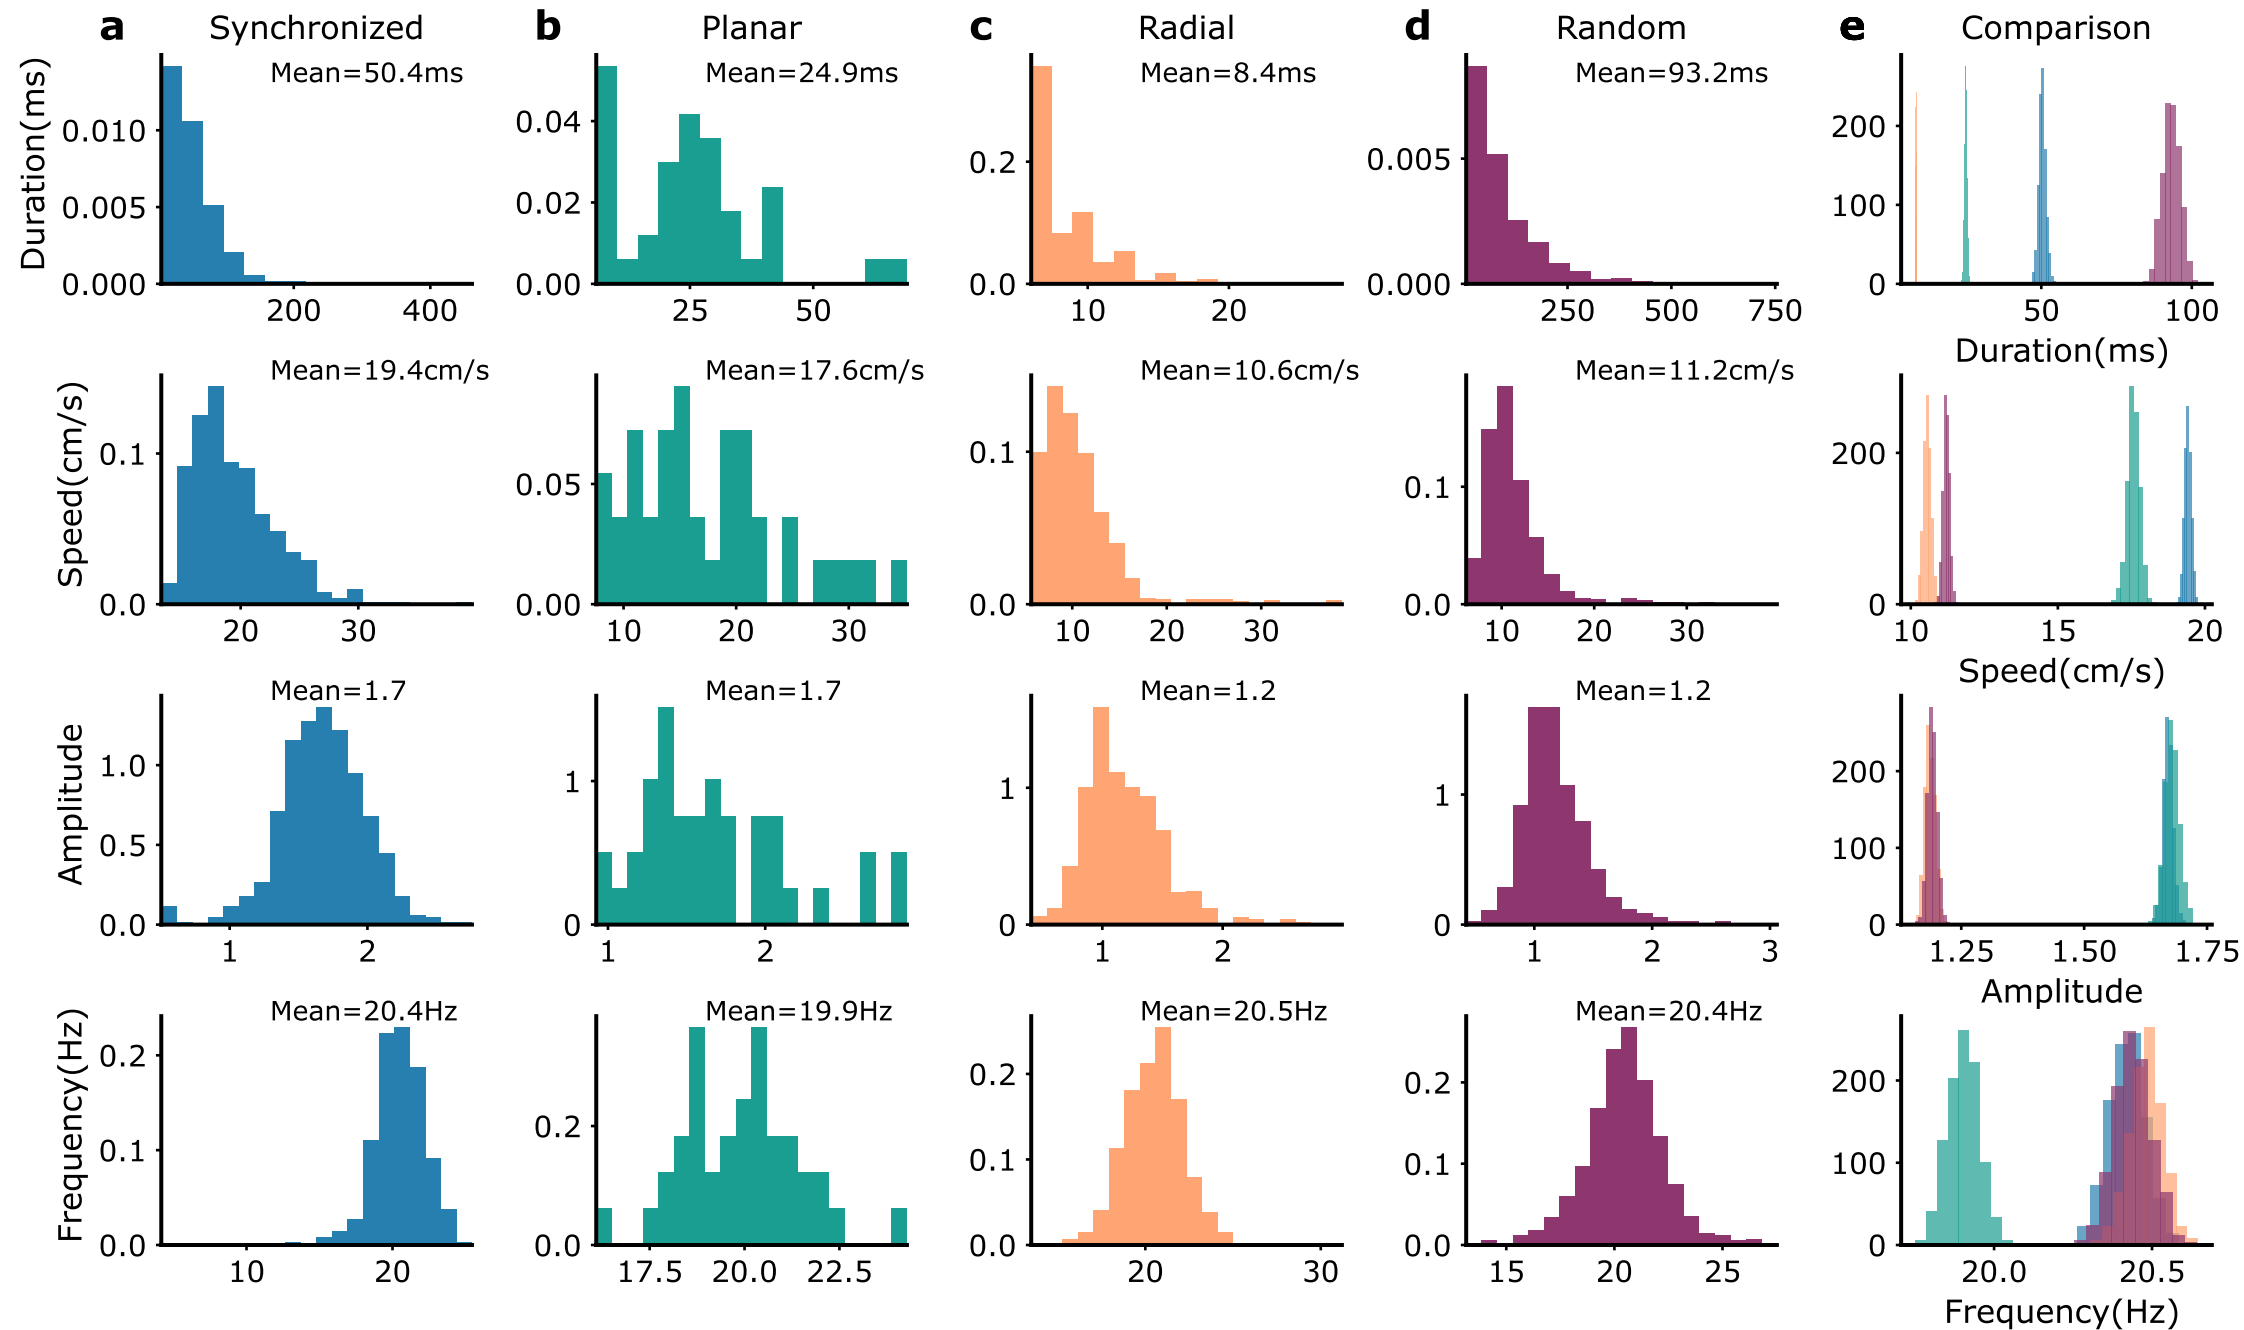 a Synchronized b Planar c Radial d Random e Comparison
Duration(ms)
Mean=50.4ms
0.010
0.005
0.000
200 400
Mean=24.9ms
0.04
0.02
0.00
25 50
Mean=8.4ms
0.2
0.0
10 20
Mean=93.2ms
0.005
0.000
250 500 750
200
100
0
50 100
Duration(ms)
Speed(cm/s)
Mean=19.4cm/s
0.1
0.0
20 30
Mean=17.6cm/s
0.05
0.00
10 20 30
Mean=10.6cm/s
0.1
0.0
10 20 30
Mean=11.2cm/s
0.1
0.0
10 20 30
200
0
10 15 20
Speed(cm/s)
Amplitude
Mean=1.7
1.0
0.5
0.0
1 2
Mean=1.7
1
0
1 2
Mean=1.2
1
0
1 2
Mean=1.2
1
0
1 2 3
200
100
0
1.25 1.50 1.75
Amplitude
Frequency(Hz)
Mean=20.4Hz
0.2
0.1
0.0
10 20
Mean=19.9Hz
0.2
0.0
17.5 20.0 22.5
Mean=20.5Hz
0.2
0.1
0.0
20 30
Mean=20.4Hz
0.2
0.1
0.0
15 20 25
200
100
0
20.0 20.5
Frequency(Hz)